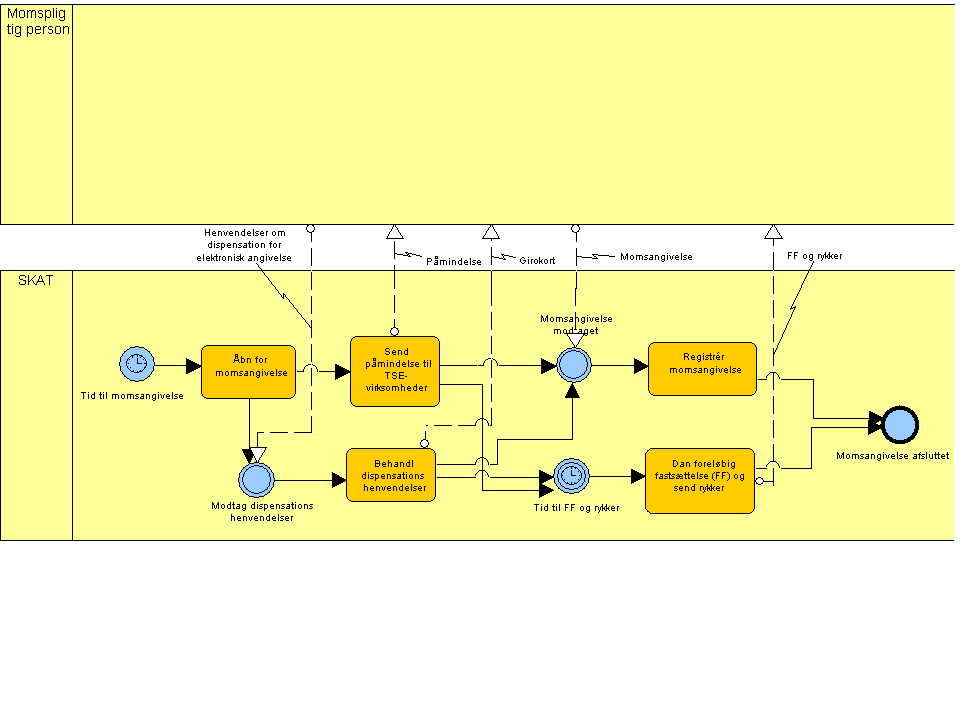 Momsplig
tig person
Henvendelser om
dispensation for
elektronisk angivelse
Påmindelse
Girokort
Momsangivelse
FF og rykker
SKAT
Momsangivelse
modtaget
Tid til momsangivelse
Åbn for
momsangivelse
Send
påmindelse til
TSE-
virksomheder
Registrér
momsangivelse
Modtag dispensations
henvendelser
Behandl
dispensations
henvendelser
Tid til FF og rykker
Dan foreløbig
fastsættelse (FF) og
send rykker
Momsangivelse afsluttet